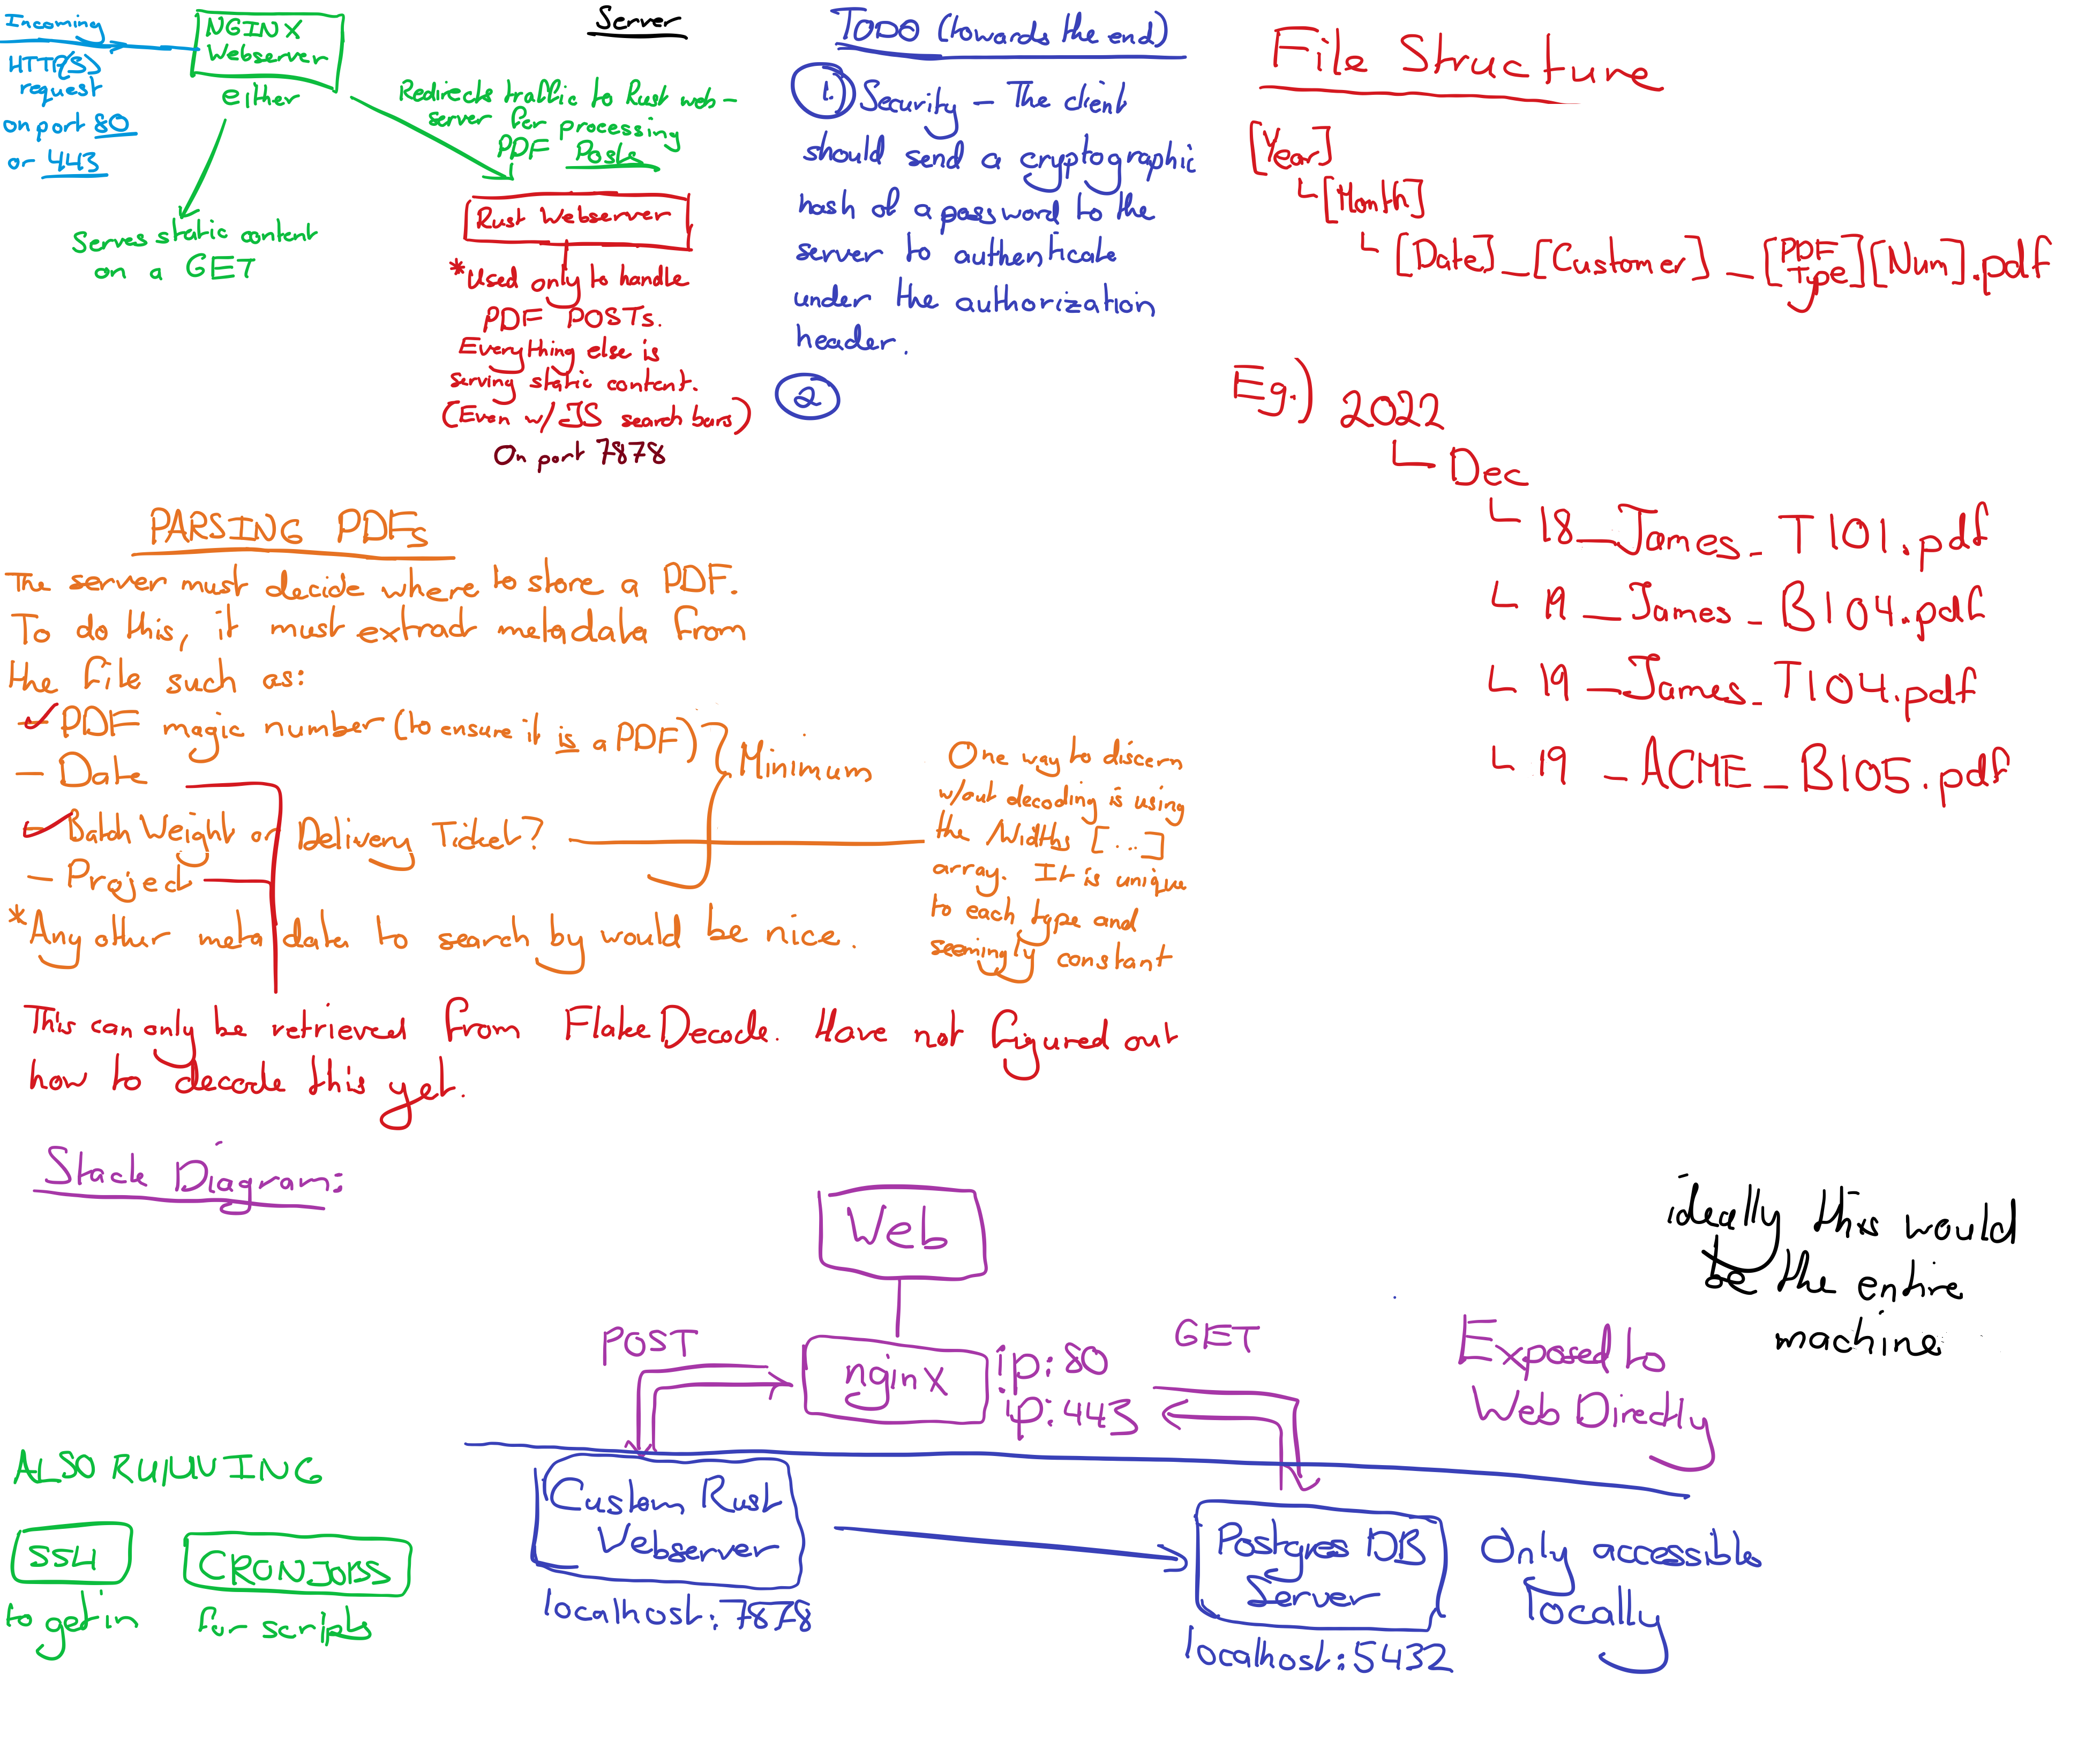 Incoming
HTTP(S)
request
on port 80
or 443
NGINX
Webserver
either
Serves static content
on a GET
Server
Redirects traffic to Rust web-
server for processing
PDF Posts
Rust Webserver
*Used only to handle
PDF POSTs.
Everything else is
serving static content.
(Even w/ JS search bars)
On port 7878
TODO (towards the end)
1. Security - The client
should send a cryptographic
hash of a password to the
server to authenticate
under the authorization
header.
2
File Structure
[Year]
[Month]
[Date]_[Customer]_[PDF Type][Num].pdf
Eg.) 2022
Dec
18_James_T101.pdf
19_James_B104.pdf
19_James_T104.pdf
19_ACME_B105.pdf
PARSING PDFs
The server must decide where to store a PDF.
To do this, it must extract metadata from
the file such as:
- PDF magic number (to ensure it is a PDF)
- Date
- Batch Weight or Delivery Ticket?
- Project
Minimum
*Any other meta data to search by would be nice.
One way to discern
w/out decoding is using
the Widths [...]
array. It is unique
to each type and
seemingly constant
This can only be retrieved from FlateDecode. Have not figured out
how to decode this yet.
Stack Diagram:
Web
POST
nginx
ip:80
ip:443
GET
Exposed to
Web Directly
ideally this would
be the entire
machine
ALSO RUNNING
SSH
to get in
CRONJOBS
for scripts
Custom Rust
Webserver
localhost:7878
Postgres DB
Server
localhost:5432
Only accessible
locally